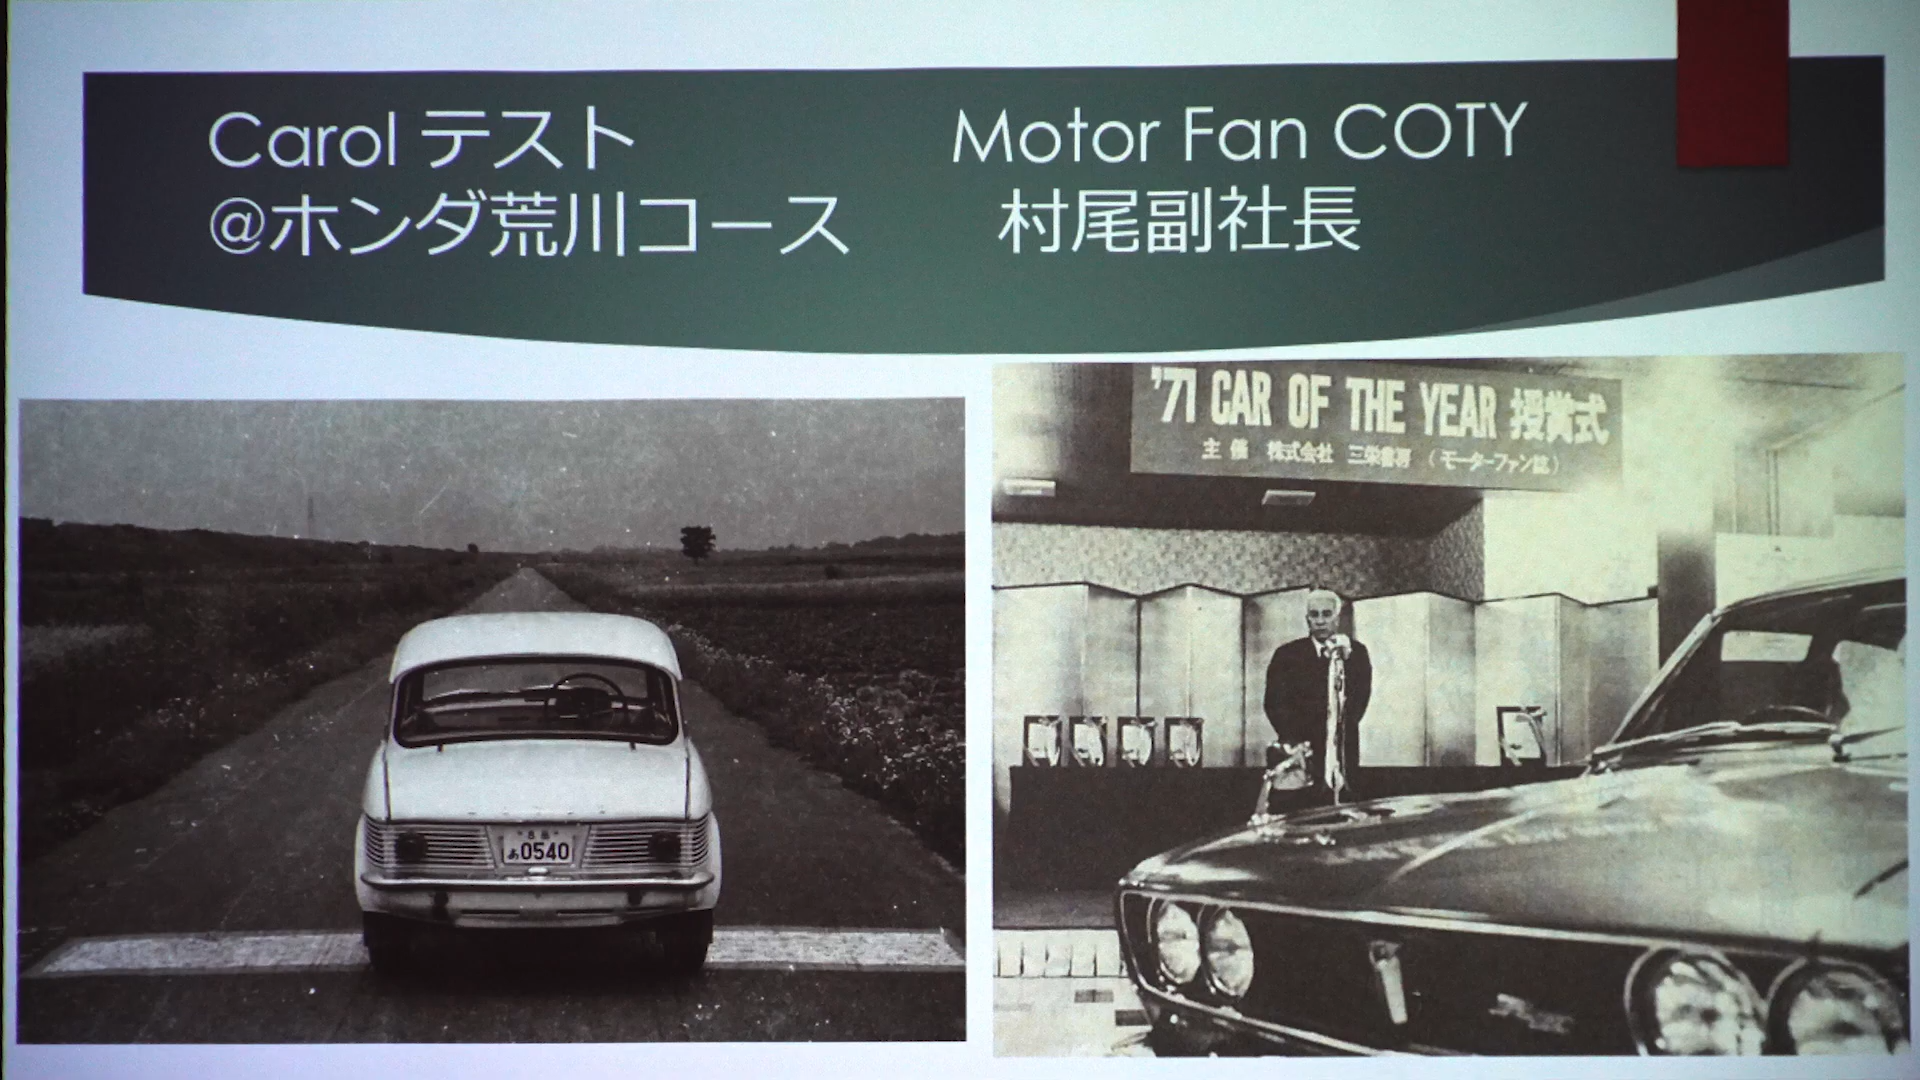 Carol テスト
@ホンダ荒川コース
Motor Fan COTY
村尾副社長
'71 CAR OF THE YEAR 授賞式
主催 株式会社 三栄書房 (モーターファン誌)
あ0540